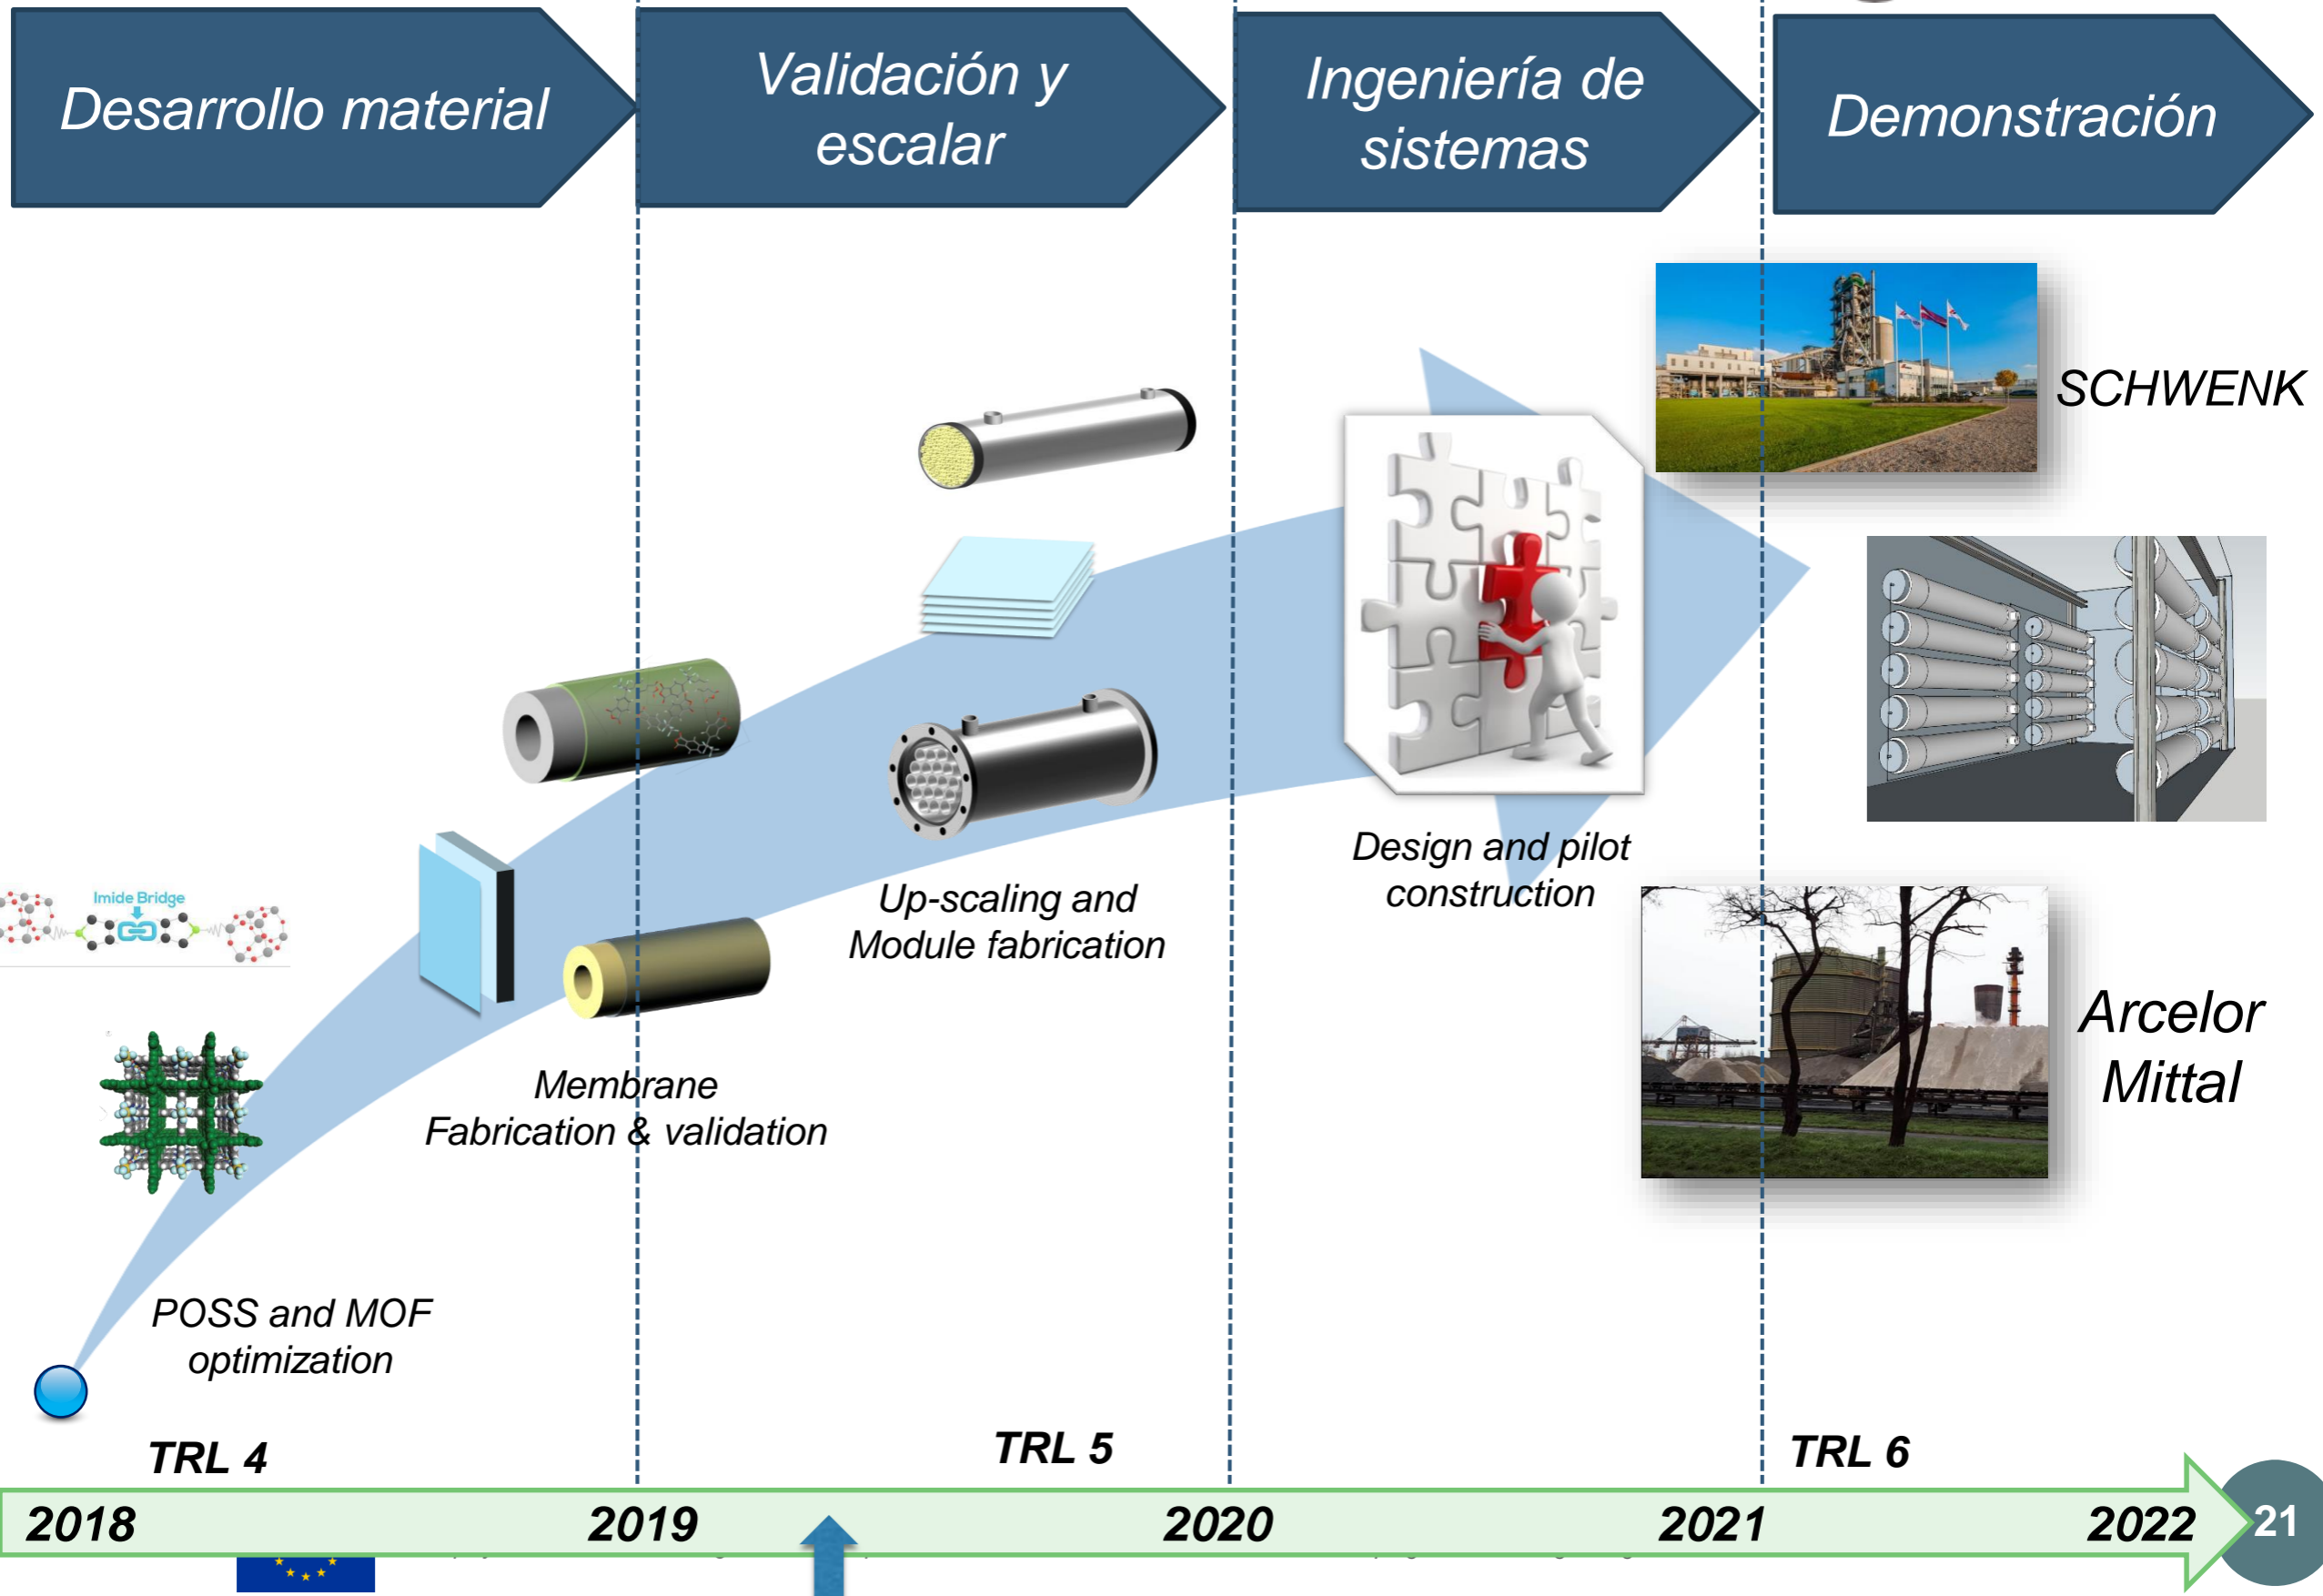 Desarrollo material
Validación y
escalar
Ingeniería de
sistemas
Demonstración
SCHWENK
Imide Bridge
Design and pilot
construction
Up-scaling and
Module fabrication
Arcelor
Mittal
Membrane
Fabrication & validation
POSS and MOF
optimization
TRL 4
TRL 5
TRL 6
2018
2019
2020
2021
2022
21